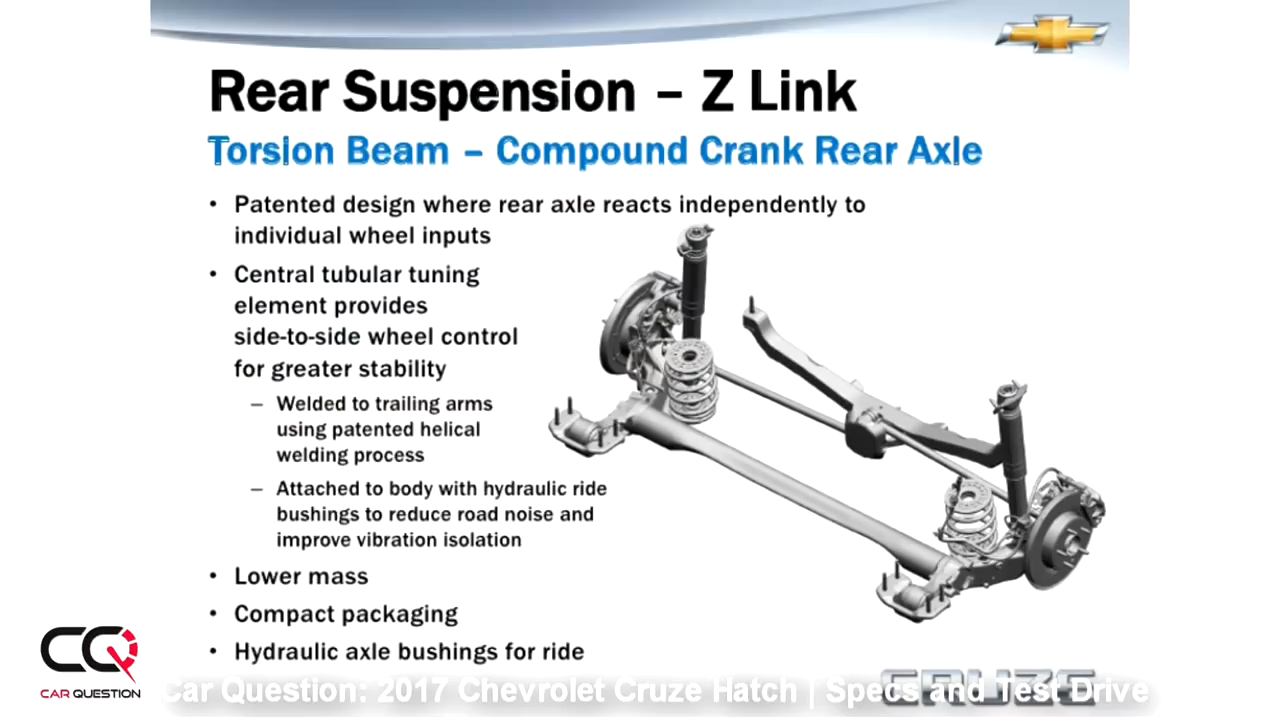 Rear Suspension – Z Link
Torsion Beam – Compound Crank Rear Axle
• Patented design where rear axle reacts independently to
individual wheel inputs
• Central tubular tuning
element provides
side-to-side wheel control
for greater stability
– Welded to trailing arms
using patented helical
welding process
– Attached to body with hydraulic ride
bushings to reduce road noise and
improve vibration isolation
• Lower mass
• Compact packaging
• Hydraulic axle bushings for ride
CRUZE
CQ
CAR QUESTION
Car Question: 2017 Chevrolet Cruze Hatch | Specs and Test Drive